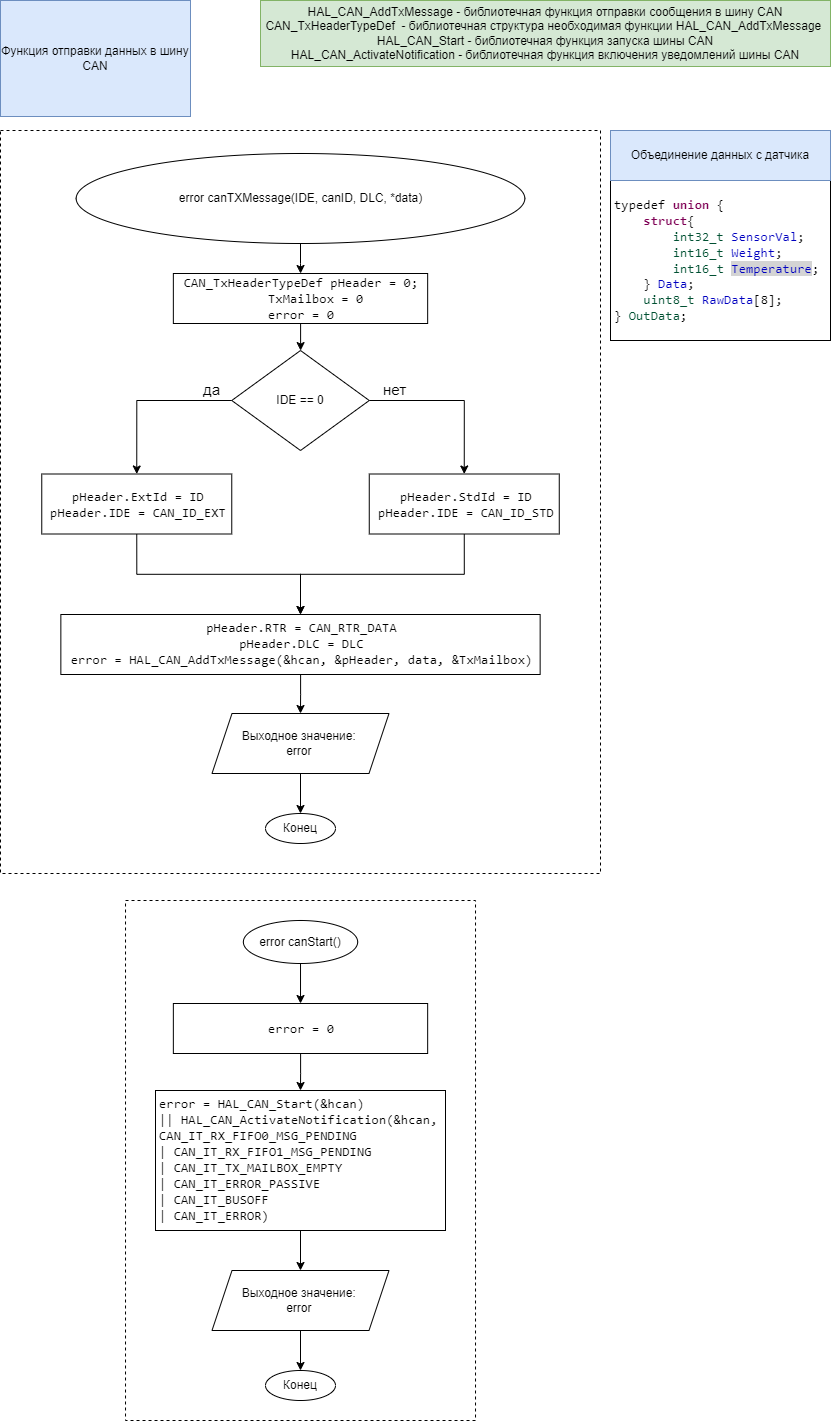 Функция отправки данных в шину
CAN
HAL_CAN_AddTxMessage - библиотечная функция отправки сообщения в шину CAN
CAN_TxHeaderTypeDef  - библиотечная структура необходимая функции HAL_CAN_AddTxMessage
HAL_CAN_Start - библиотечная функция запуска шины CAN
HAL_CAN_ActivateNotification - библиотечная функция включения уведомлений шины CAN
error canTXMessage(IDE, canID, DLC, *data)
CAN_TxHeaderTypeDef pHeader = 0;
TxMailbox = 0
error = 0
IDE == 0
да
нет
pHeader.ExtId = ID
pHeader.IDE = CAN_ID_EXT
pHeader.StdId = ID
pHeader.IDE = CAN_ID_STD
pHeader.RTR = CAN_RTR_DATA
pHeader.DLC = DLC
error = HAL_CAN_AddTxMessage(&hcan, &pHeader, data, &TxMailbox)
Выходное значение:
error
Конец
Объединение данных с датчика
typedef union {
struct{
int32_t SensorVal;
int16_t Weight;
int16_t Temperature;
} Data;
uint8_t RawData[8];
} OutData;
error canStart()
error = 0
error = HAL_CAN_Start(&hcan)
|| HAL_CAN_ActivateNotification(&hcan,
CAN_IT_RX_FIFO0_MSG_PENDING
| CAN_IT_RX_FIFO1_MSG_PENDING
| CAN_IT_TX_MAILBOX_EMPTY
| CAN_IT_ERROR_PASSIVE
| CAN_IT_BUSOFF
| CAN_IT_ERROR)
Выходное значение:
error
Конец